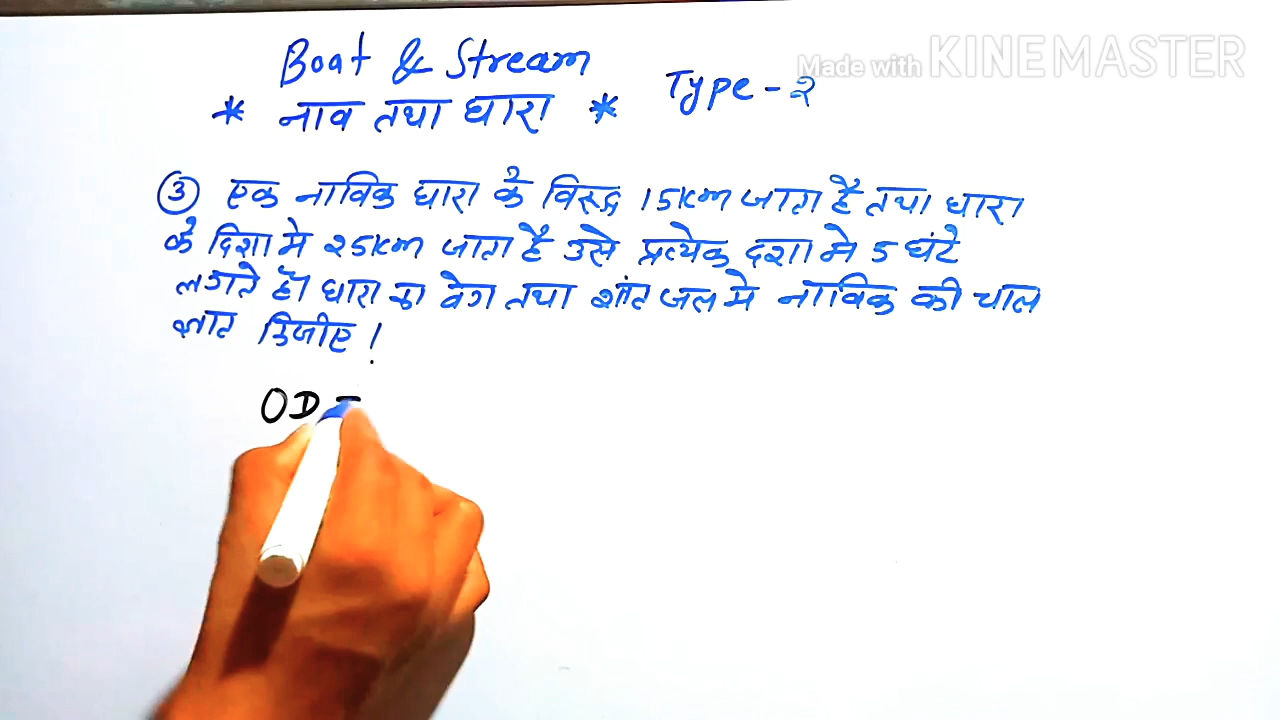 Made with KINEMASTER
Boat & Stream
* नाव तथा धारा * Type-२
③ एक नाविक धारा के विरूद्ध 15km जाता है तथा धारा
के दिशा मे 25km जाता है उसे प्रत्येक दशा मे 5 घंटे
लगते है। धारा का वेग तथा शांत जल मे नाविक की चाल
ज्ञात किजीए !
OD